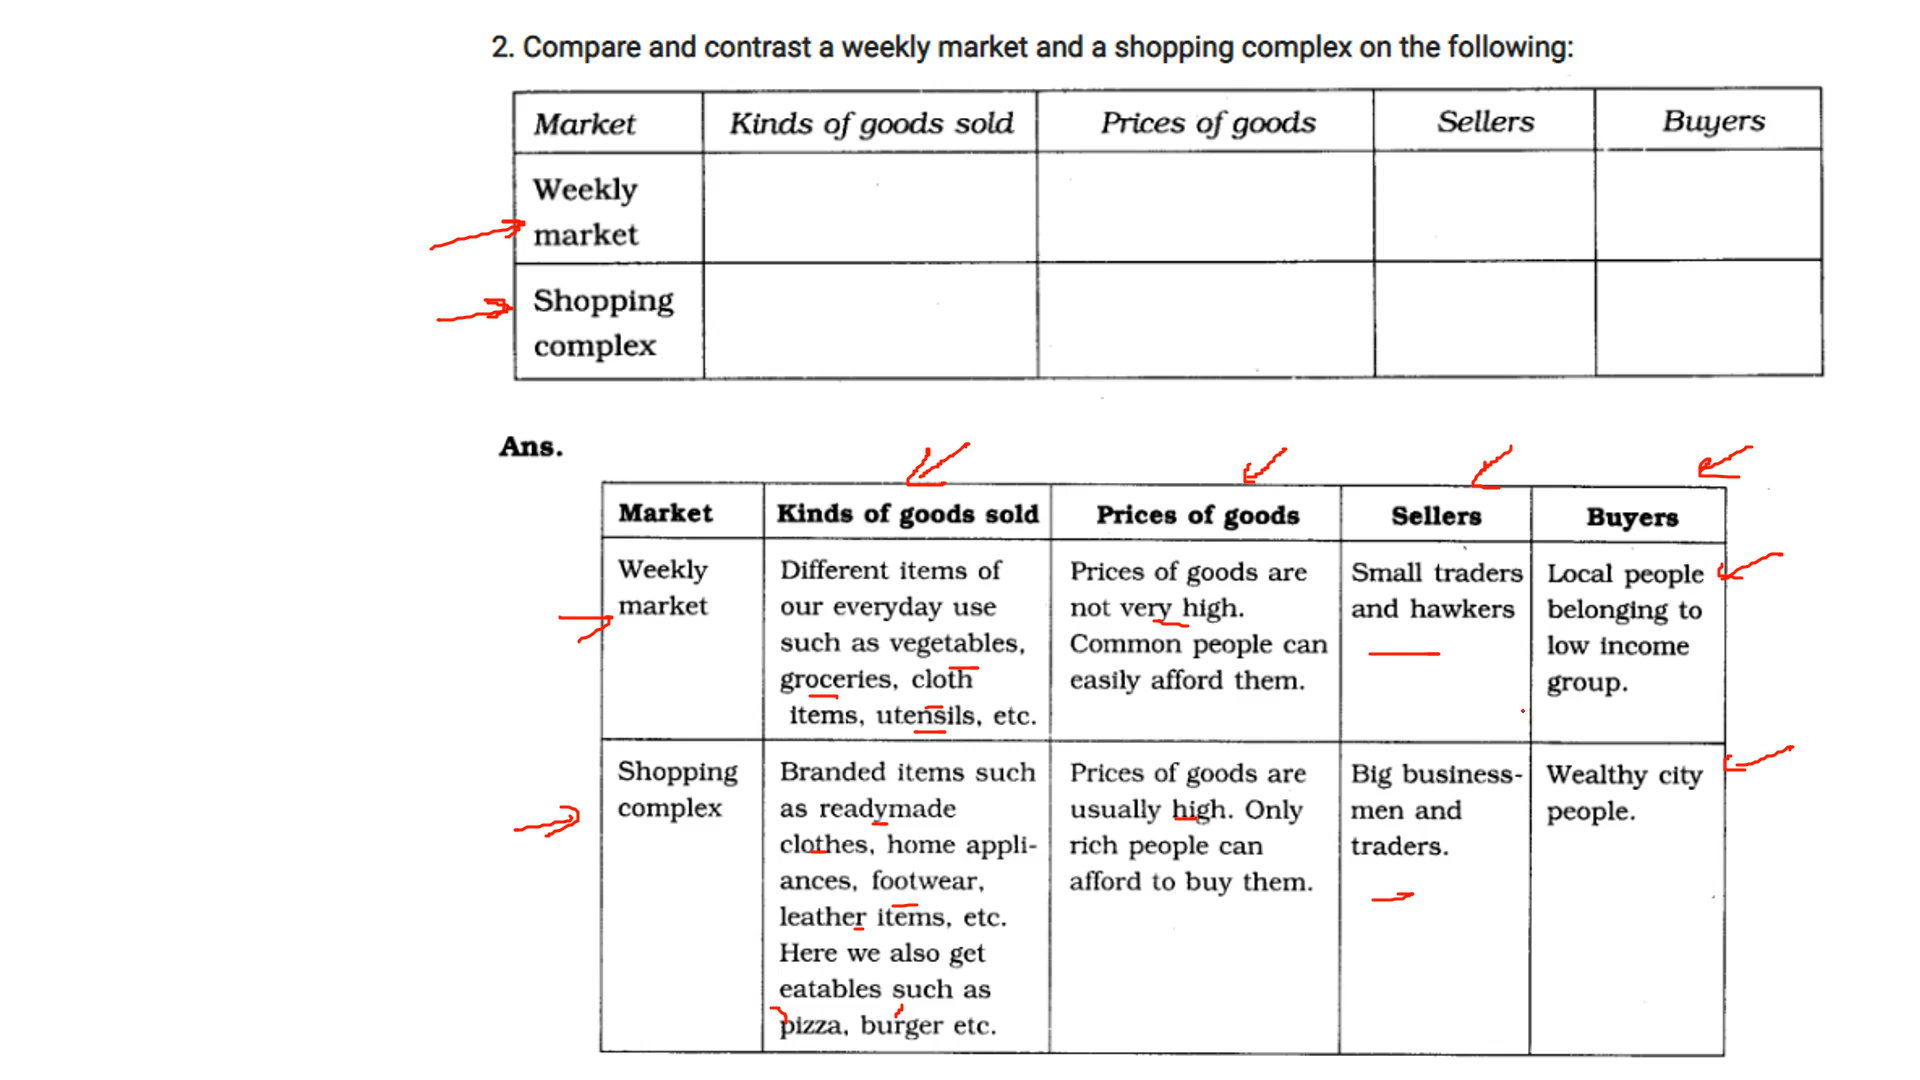 2. Compare and contrast a weekly market and a shopping complex on the following:
Market Kinds of goods sold Prices of goods Sellers Buyers
Weekly
market
Shopping
complex
Ans.
Market Kinds of goods sold Prices of goods Sellers Buyers
Weekly
market
Different items of
our everyday use
such as vegetables,
groceries, cloth
items, utensils, etc.
Prices of goods are
not very high.
Common people can
easily afford them.
Small traders
and hawkers
Local people
belonging to
low income
group.
Shopping
complex
Branded items such
as readymade
clothes, home appli-
ances, footwear,
leather items, etc.
Here we also get
eatables such as
pizza, burger etc.
Prices of goods are
usually high. Only
rich people can
afford to buy them.
Big business-
men and
traders.
Wealthy city
people.